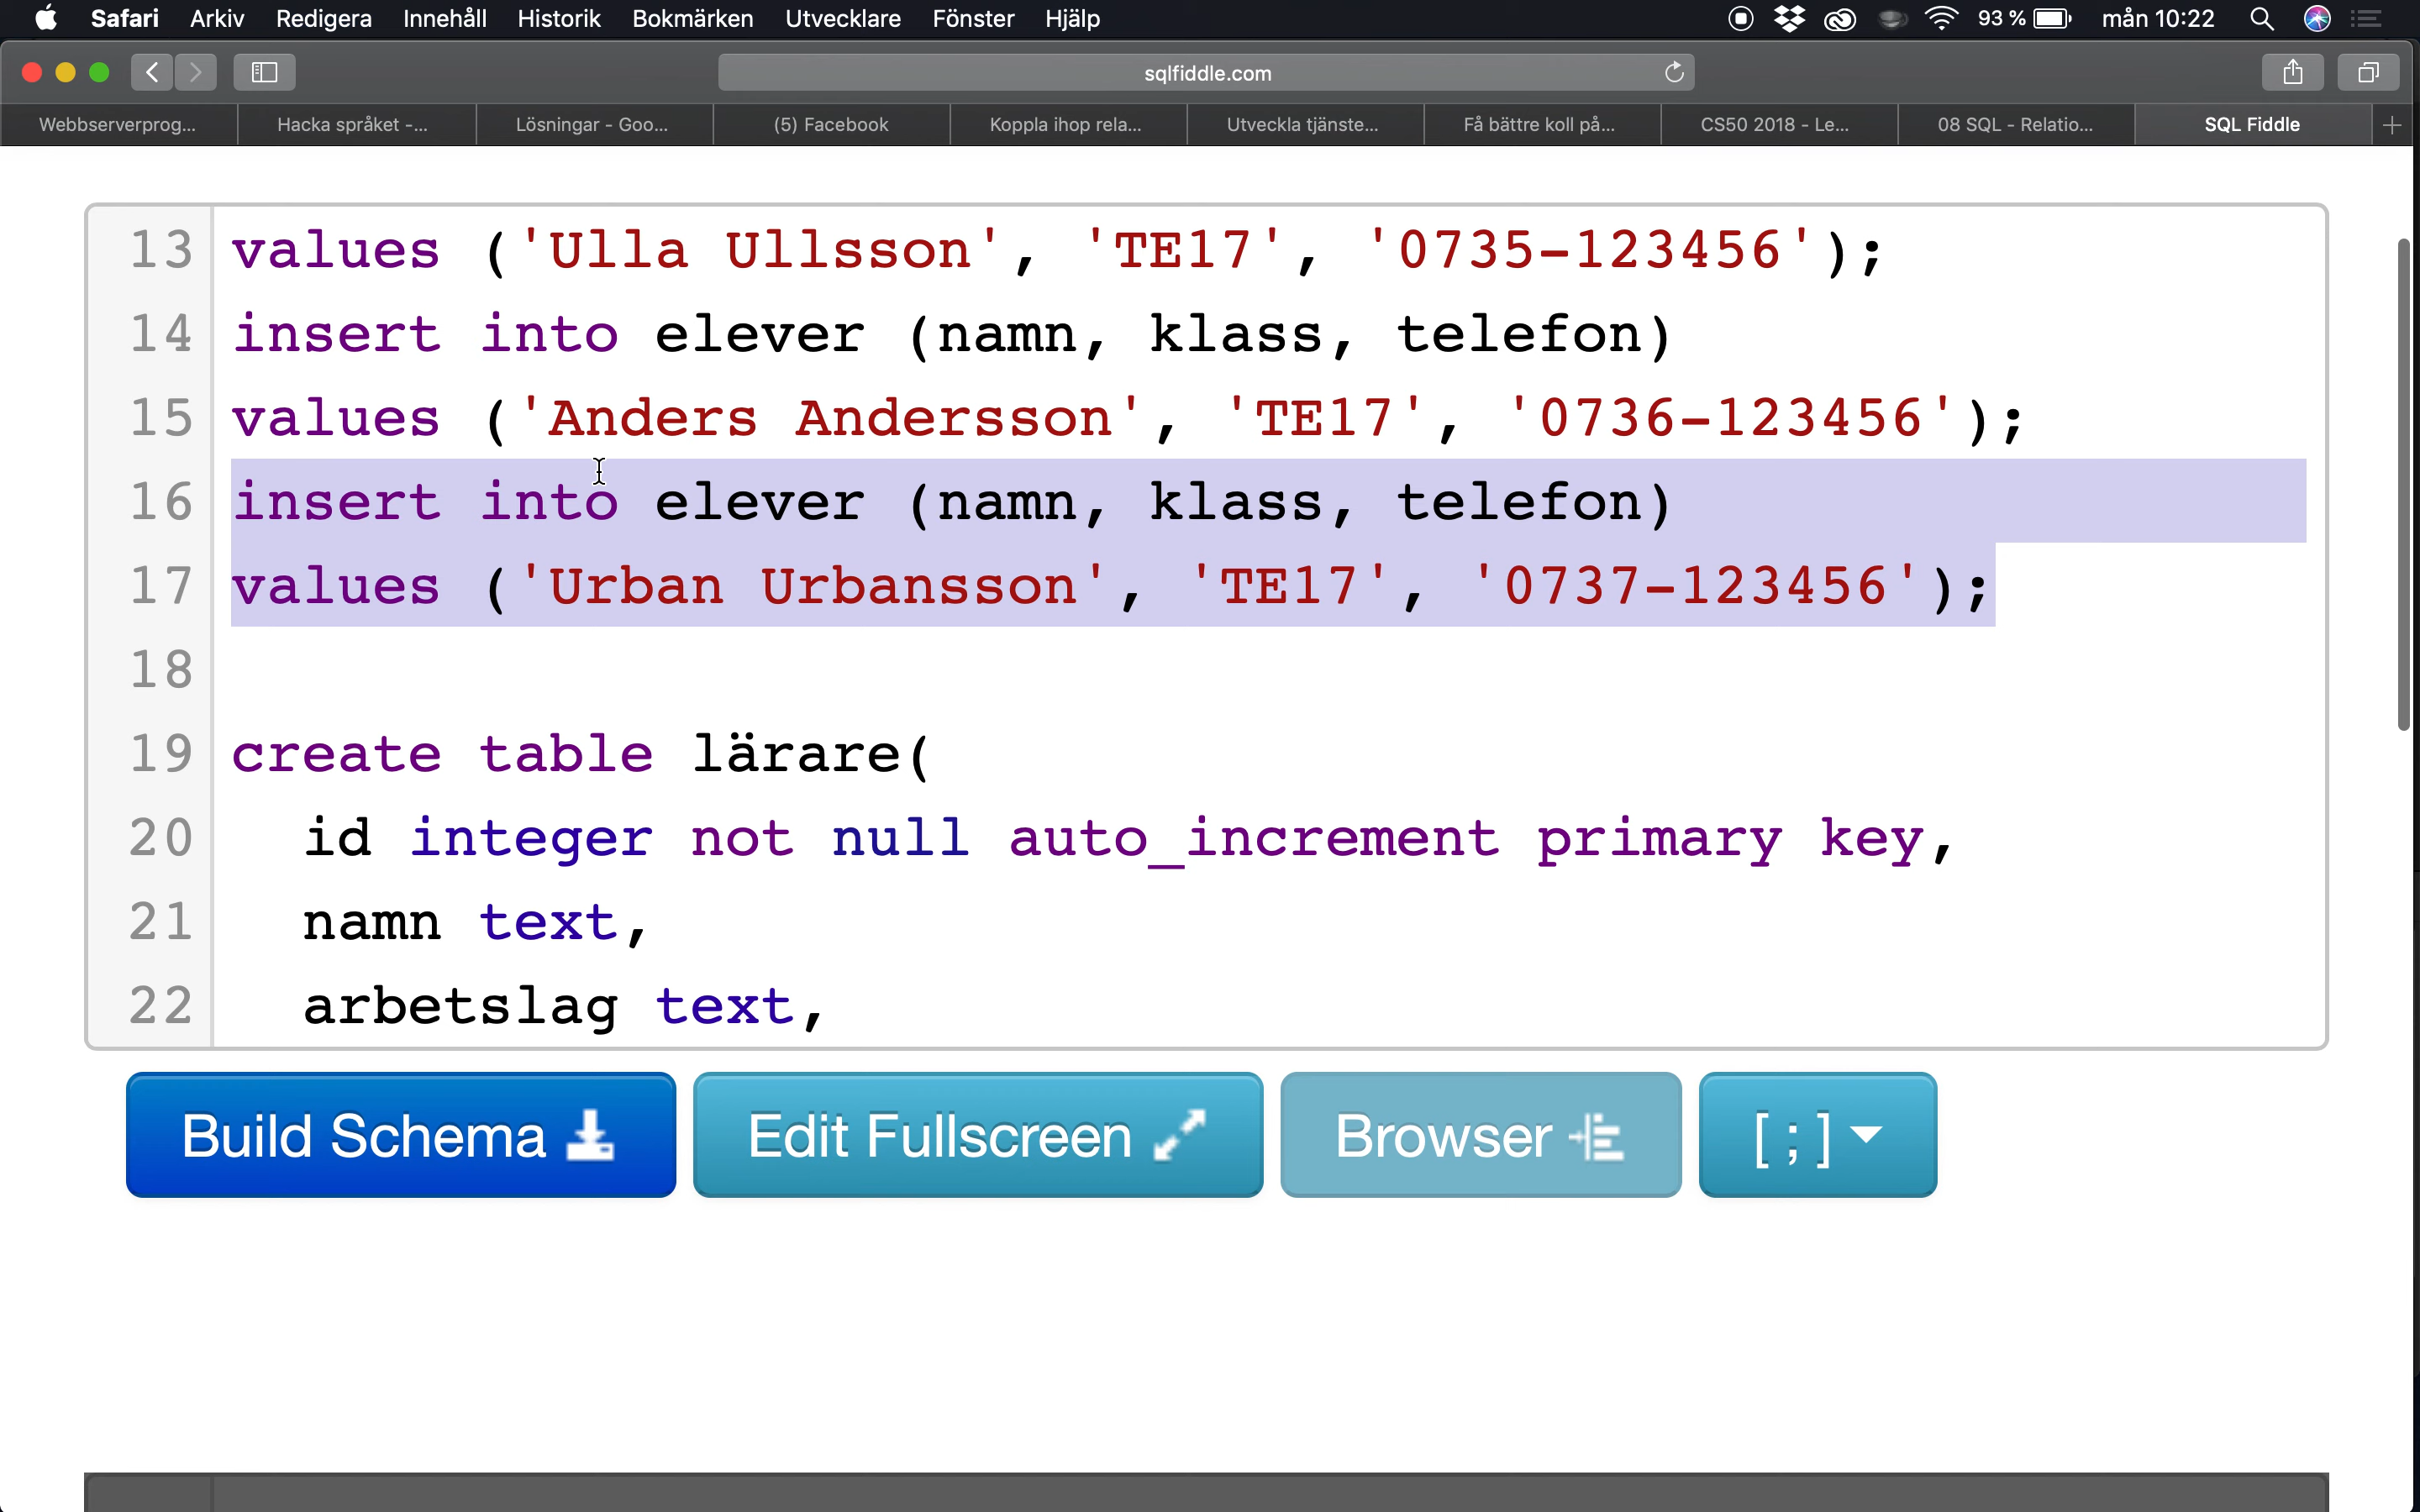 Safari Arkiv Redigera Innehåll Historik Bokmärken Utvecklare Fönster Hjälp 93 % mån 10:22
sqlfiddle.com
Webbserverprog... Hacka språket -... Lösningar - Goo... (5) Facebook Koppla ihop rela... Utveckla tjänste... Få bättre koll på... CS50 2018 - Le... 08 SQL - Relatio... SQL Fiddle
13 values ('Ulla Ullsson', 'TE17', '0735-123456');
14 insert into elever (namn, klass, telefon)
15 values ('Anders Andersson', 'TE17', '0736-123456');
16 insert into elever (namn, klass, telefon)
17 values ('Urban Urbansson', 'TE17', '0737-123456');
18
19 create table lärare(
20 id integer not null auto_increment primary key,
21 namn text,
22 arbetslag text,
Build Schema Edit Fullscreen Browser [ ; ]